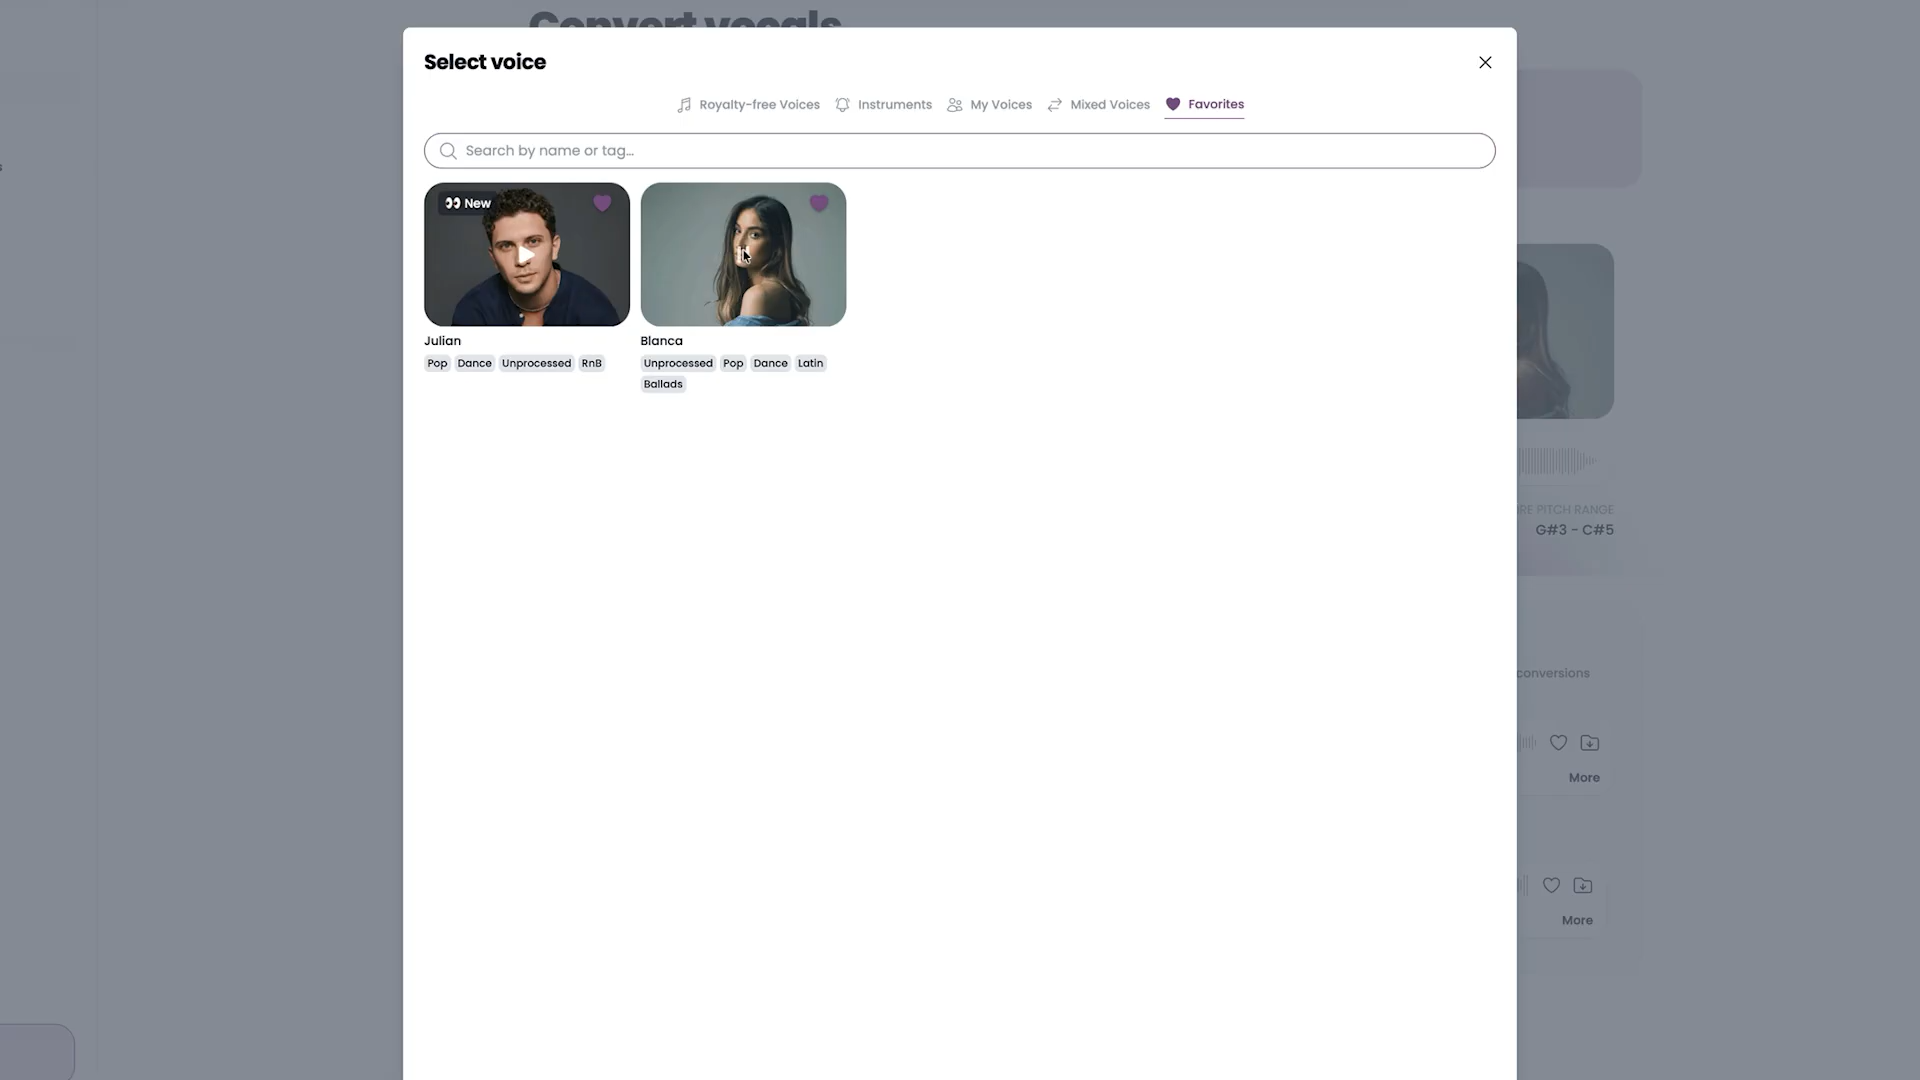 Convert vocals
Select voice
Royalty-free Voices Instruments My Voices Mixed Voices Favorites
Search by name or tag...
New
Julian
Pop Dance Unprocessed RnB
Blanca
Unprocessed Pop Dance Latin
Ballads
PITCH RANGE
G#3 - C#5
conversions
More
More